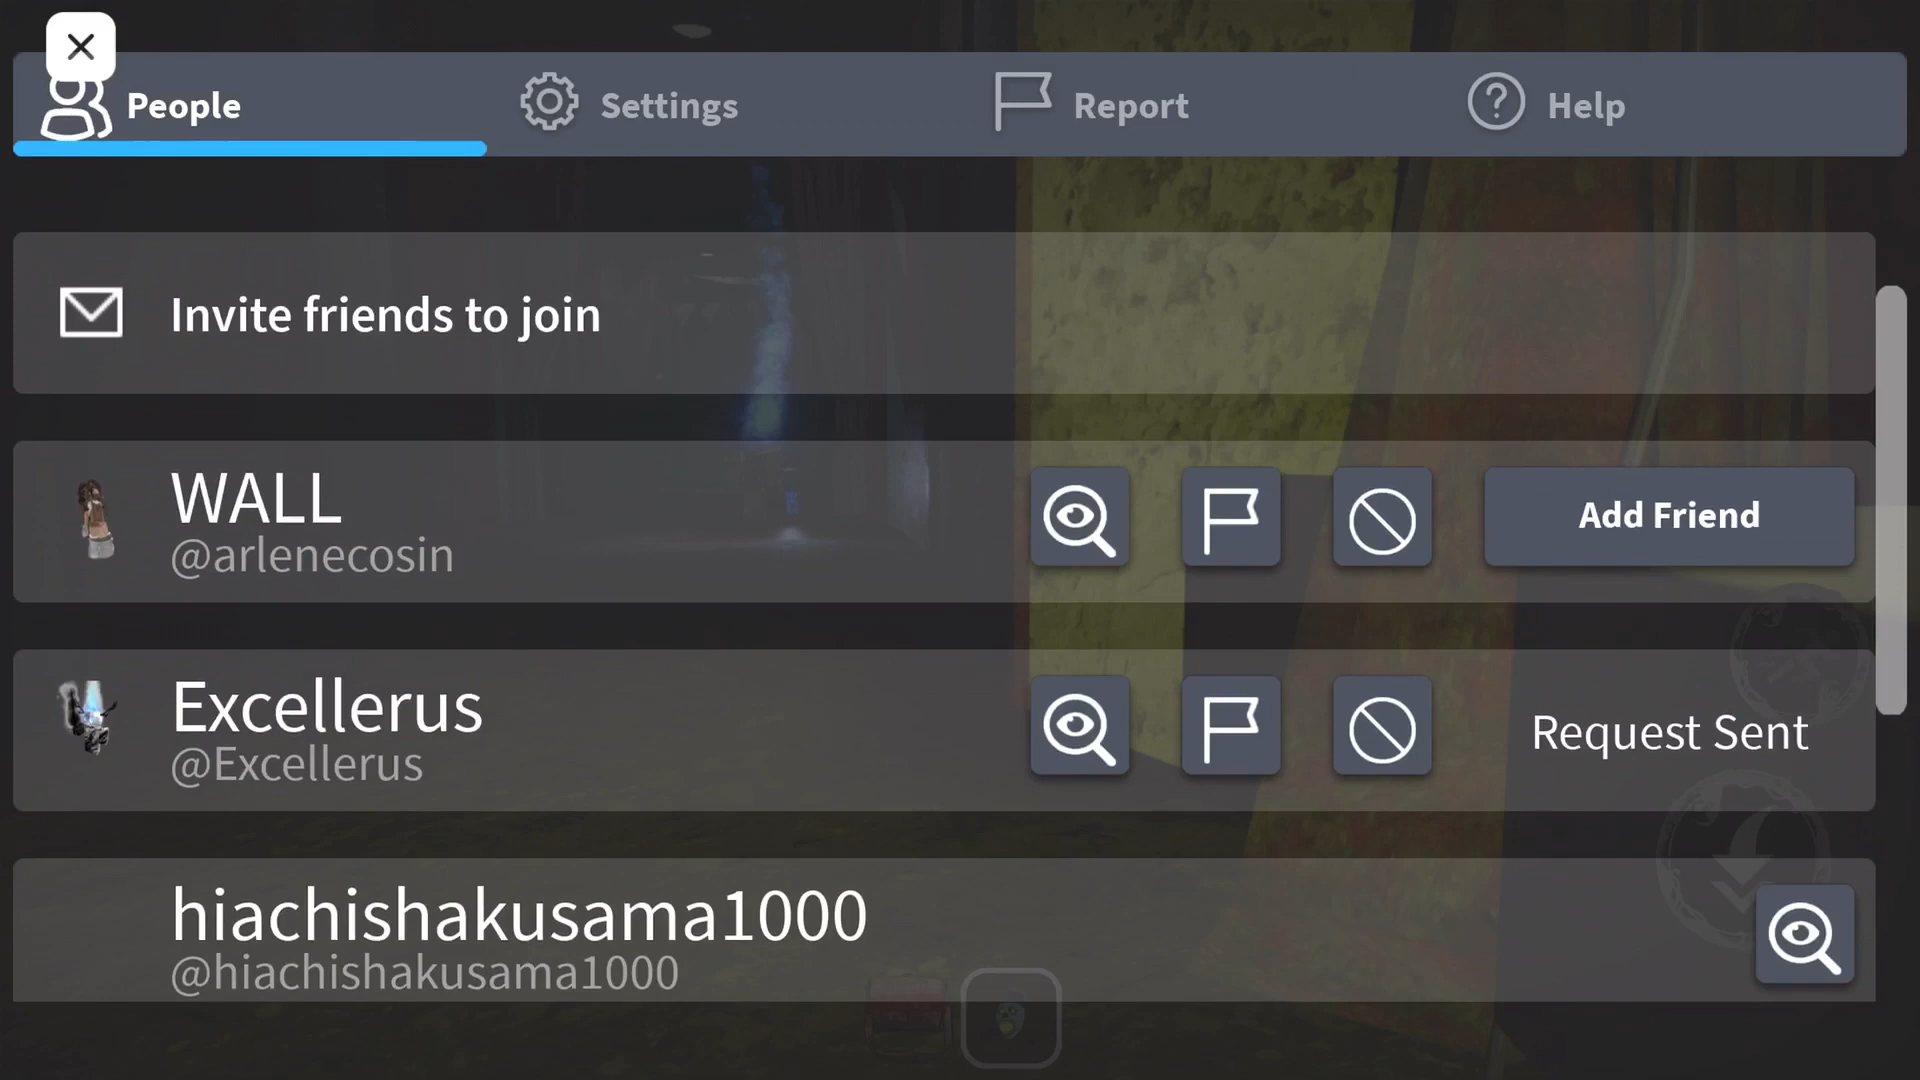 People
Settings
Report
Help
Invite friends to join
WALL
@arlenecosin
Add Friend
Excellerus
@Excellerus
Request Sent
hiachishakusama1000
@hiachishakusama1000